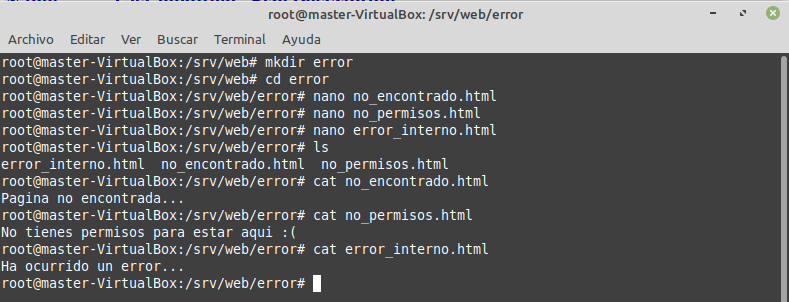 root@master-VirtualBox: /srv/web/error
Archivo Editar Ver Buscar Terminal Ayuda
root@master-VirtualBox:/srv/web# mkdir error
root@master-VirtualBox:/srv/web# cd error
root@master-VirtualBox:/srv/web/error# nano no_encontrado.html
root@master-VirtualBox:/srv/web/error# nano no_permisos.html
root@master-VirtualBox:/srv/web/error# nano error_interno.html
root@master-VirtualBox:/srv/web/error# ls
error_interno.html  no_encontrado.html  no_permisos.html
root@master-VirtualBox:/srv/web/error# cat no_encontrado.html
Pagina no encontrada...
root@master-VirtualBox:/srv/web/error# cat no_permisos.html
No tienes permisos para estar aqui :(
root@master-VirtualBox:/srv/web/error# cat error_interno.html
Ha ocurrido un error...
root@master-VirtualBox:/srv/web/error#